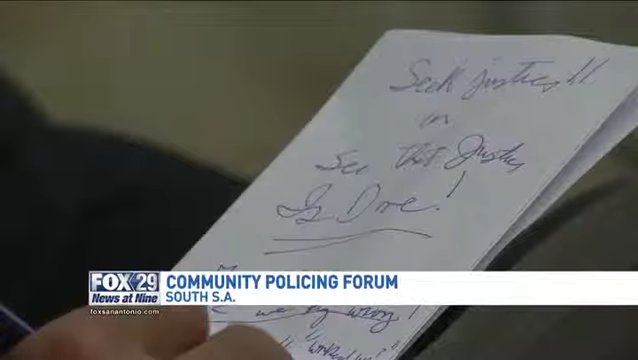 Seek justice!!
or
See that Justice
Is Done!
wrong!
FOX 29
News at Nine
foxsanantonio.com
COMMUNITY POLICING FORUM
SOUTH S.A.